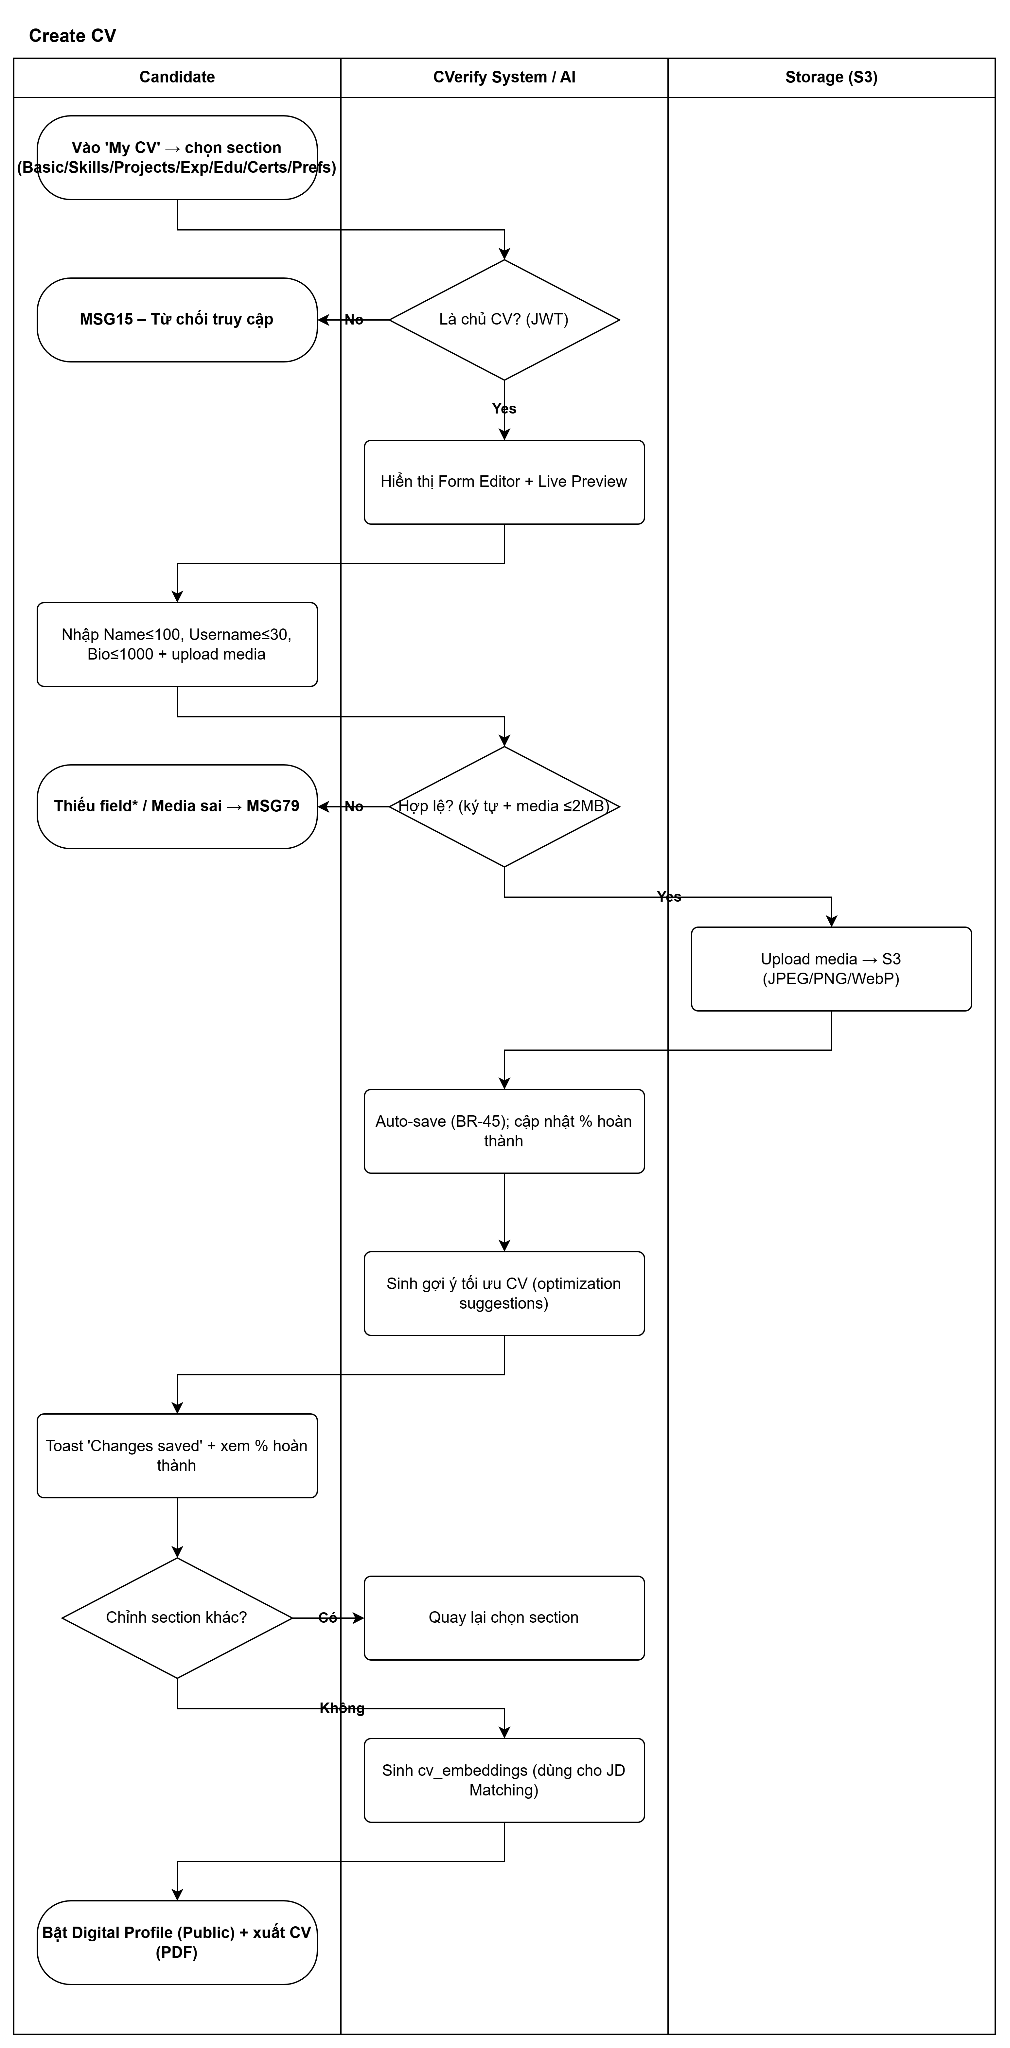 Create CV
Candidate
CVerify System / AI
Storage (S3)
Vào 'My CV' → chọn section
(Basic/Skills/Projects/Exp/Edu/Certs/Prefs)
Là chủ CV? (JWT)
No
MSG15 – Từ chối truy cập
Yes
Hiển thị Form Editor + Live Preview
Nhập Name≤100, Username≤30,
Bio≤1000 + upload media
Hợp lệ? (ký tự + media ≤2MB)
No
Thiếu field* / Media sai → MSG79
Yes
Upload media → S3
(JPEG/PNG/WebP)
Auto-save (BR-45); cập nhật % hoàn
thành
Sinh gợi ý tối ưu CV (optimization
suggestions)
Toast 'Changes saved' + xem % hoàn
thành
Chỉnh section khác?
Có
Quay lại chọn section
Không
Sinh cv_embeddings (dùng cho JD
Matching)
Bật Digital Profile (Public) + xuất CV
(PDF)